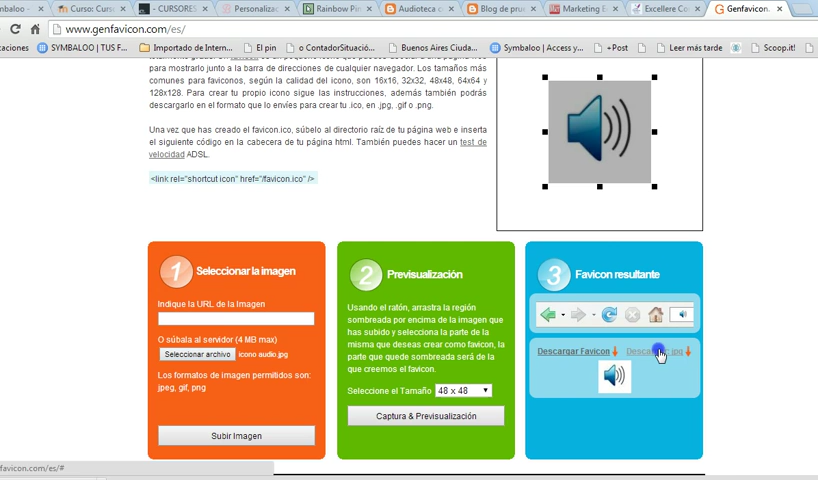 mbaleo -
Curso: Curso:
- CURSORES
Personaliza
Rainbow Pin
Audioteca c
Blog de prue
Marketing E
Excellere Co
Genfavicon.
www.genfavicon.com/es/
aciones
SYMBALOO | TUS F...
Importado de Intern...
El pin
o ContadorSituació...
Buenos Aires Ciuda...
Symbaloo | Access y...
+Post
Leer más tarde
Scoop.it!
para mostrarlo junto a la barra de direcciones de cualquier navegador. Los tamaños más
comunes para faviconos, según la calidad del icono, son 16x16, 32x32, 48x48, 64x64 y
128x128. Para crear tu propio icono sigue las instrucciones, además también podrás
descargarlo en el formato que lo envíes para crear tu .ico, en .jpg, .gif o .png.
Una vez que has creado el favicon.ico, súbelo al directorio raíz de tu página web e inserta
el siguiente código en la cabecera de tu página html. También puedes hacer un test de
velocidad ADSL.
<link rel="shortcut icon" href="/favicon.ico" />
1 Seleccionar la imagen
Indique la URL de la Imagen
O súbala al servidor (4 MB max)
Seleccionar archivo icono audio.jpg
Los formatos de imagen permitidos son:
jpeg, gif, png
Subir Imagen
2 Previsualización
Usando el ratón, arrastra la región
sombreada por encima de la imagen que
has subido y selecciona la parte de la
misma que deseas crear como favicon, la
parte que quede sombreada será de la
que creemos el favicon.
Seleccione el Tamaño 48 x 48
Captura & Previsualización
3 Favicon resultante
Descargar Favicon
favicon.com/es/#